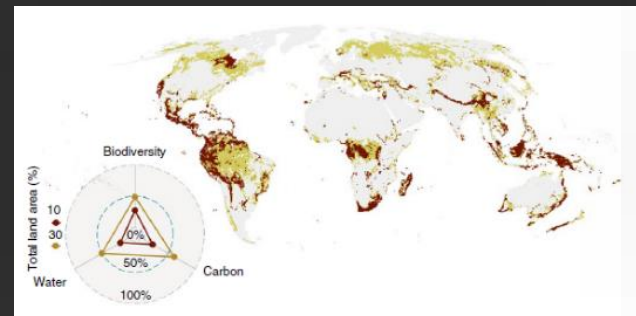 Biodiversity
Total land area (%)
10
30
0%
50%
Water
Carbon
100%